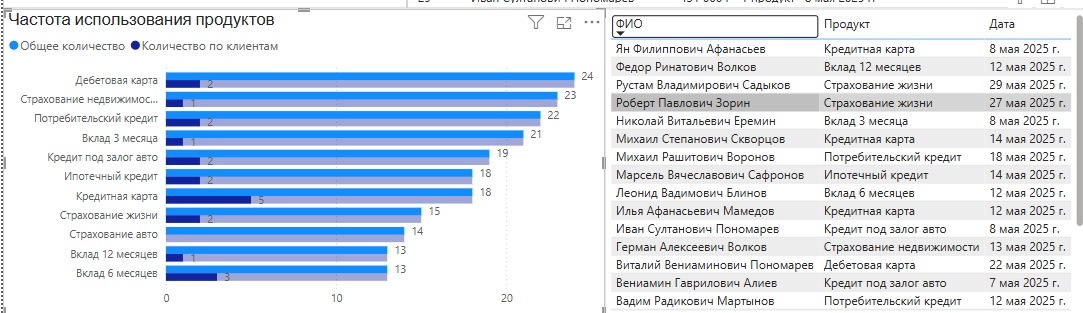 Частота использования продуктов
Общее количество Количество по клиентам
Дебетовая карта 2 24
Страхование недвижимос... 1 23
Потребительский кредит 2 22
Вклад 3 месяца 1 21
Кредит под залог авто 2 19
Ипотечный кредит 2 18
Кредитная карта 5 18
Страхование жизни 2 15
Страхование авто 14
Вклад 12 месяцев 1 13
Вклад 6 месяцев 3 13
0 10 20
ФИО Продукт Дата
Ян Филиппович Афанасьев Кредитная карта 8 мая 2025 г.
Федор Ринатович Волков Вклад 12 месяцев 12 мая 2025 г.
Рустам Владимирович Садыков Страхование жизни 29 мая 2025 г.
Роберт Павлович Зорин Страхование жизни 27 мая 2025 г.
Николай Витальевич Еремин Вклад 3 месяца 8 мая 2025 г.
Михаил Степанович Скворцов Кредитная карта 14 мая 2025 г.
Михаил Рашитович Воронов Потребительский кредит 18 мая 2025 г.
Марсель Вячеславович Сафронов Ипотечный кредит 14 мая 2025 г.
Леонид Вадимович Блинов Вклад 6 месяцев 12 мая 2025 г.
Илья Афанасьевич Мамедов Кредитная карта 12 мая 2025 г.
Иван Султанович Пономарев Кредит под залог авто 8 мая 2025 г.
Герман Алексеевич Волков Страхование недвижимости 13 мая 2025 г.
Виталий Вениаминович Пономарев Дебетовая карта 22 мая 2025 г.
Вениамин Гаврилович Алиев Кредит под залог авто 7 мая 2025 г.
Вадим Радикович Мартынов Потребительский кредит 12 мая 2025 г.